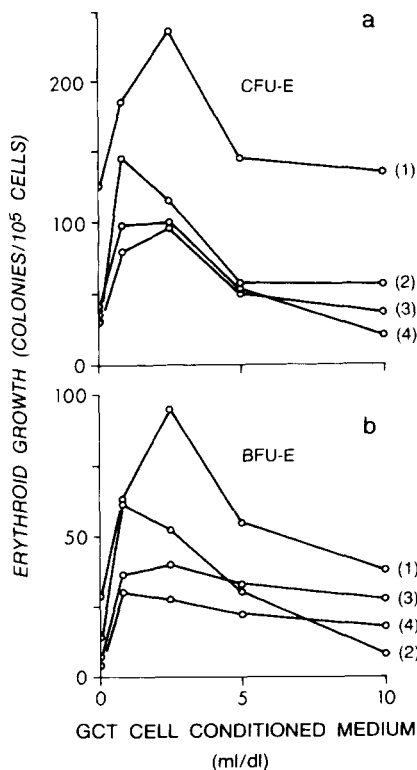 a
250
CFU-E
(1)
100
(2)
(3)
(4)
0
ERYTHROID GROWTH (COLONIES/10⁵ CELLS)
100
b
BFU-E
50
(1)
(3)
(4)
(2)
0
0 5 10
GCT CELL CONDITIONED MEDIUM
(ml/dl)